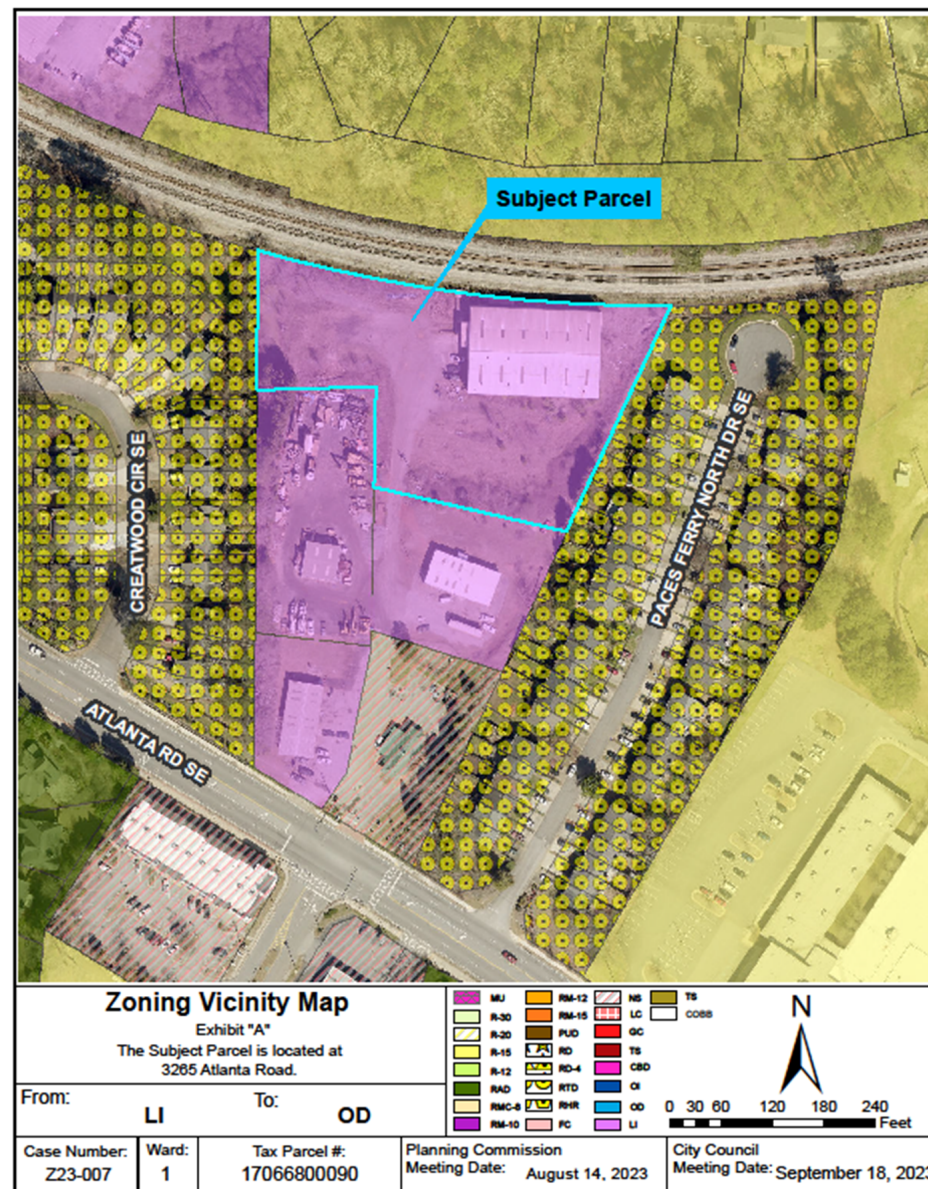 Subject Parcel
CREATWOOD CIR SE
PACES FERRY NORTH DR SE
ATLANTA RD SE
Zoning Vicinity Map
Exhibit "A"
The Subject Parcel is located at
3265 Atlanta Road.
From:
LI
To:
OD
MU
R-30
R-20
R-15
R-12
RAD
RMC-8
RM-10
RM-12
RM-15
PUD
RD
RD-4
RTD
RHR
FC
NS
LC
GC
TS
CBD
OI
OD
LI
TS
COBB
N
0 30 60 120 180 240
Feet
Case Number:
Z23-007
Ward:
1
Tax Parcel #:
17066800090
Planning Commission
Meeting Date: August 14, 2023
City Council
Meeting Date: September 18, 2023